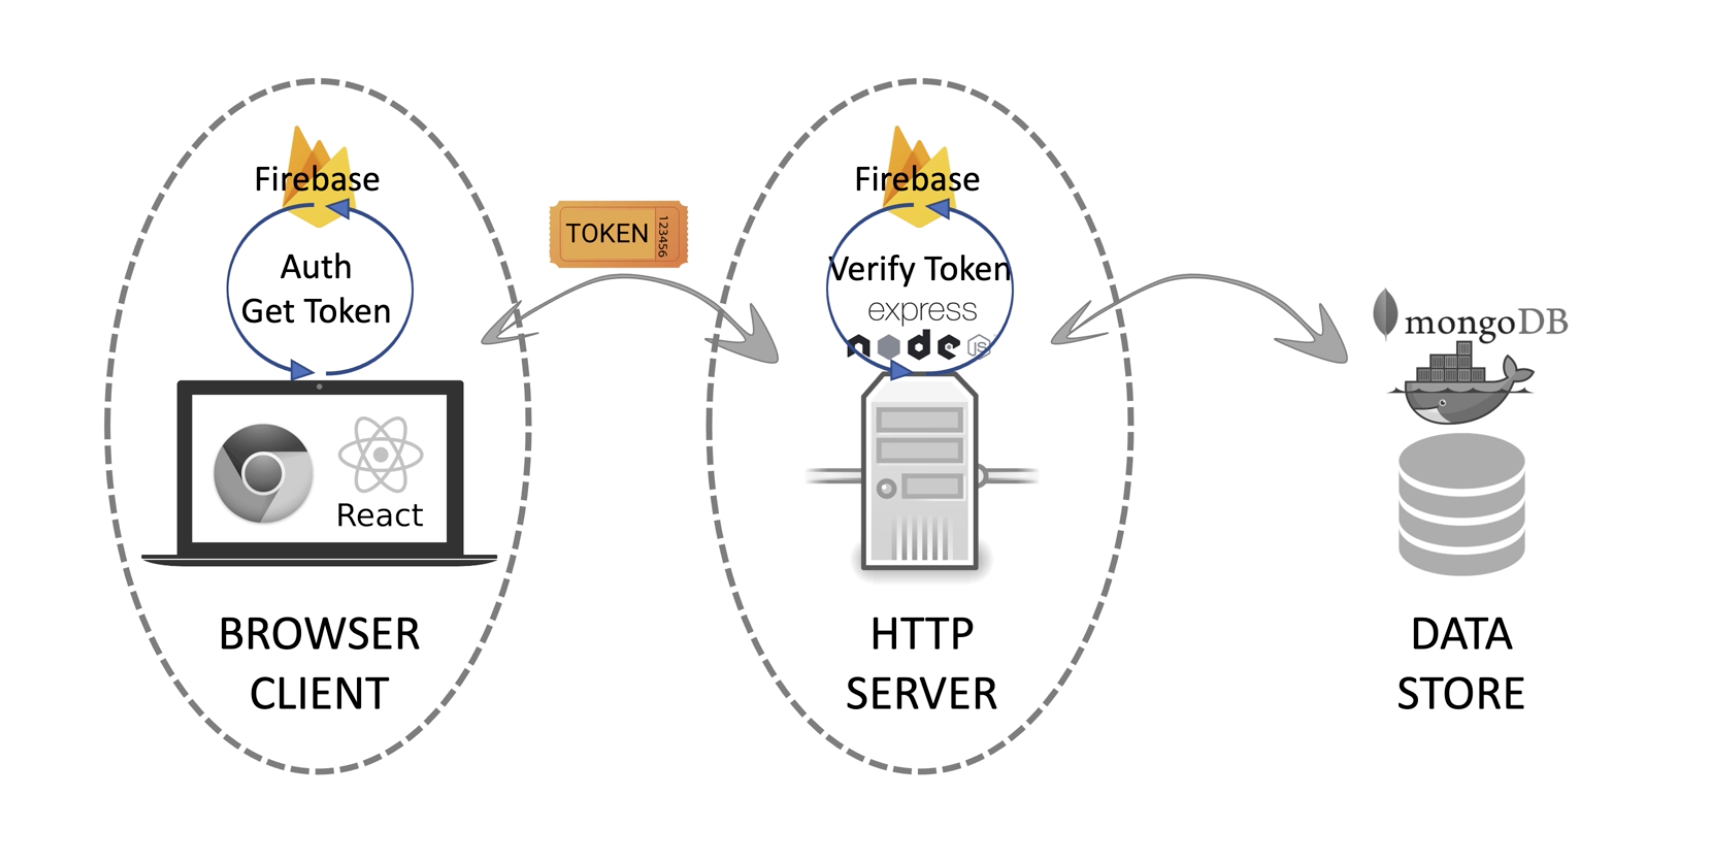 Firebase
Auth
Get Token
React
BROWSER
CLIENT
TOKEN
123456
Firebase
Verify Token
express
node
JS
HTTP
SERVER
mongoDB
DATA
STORE